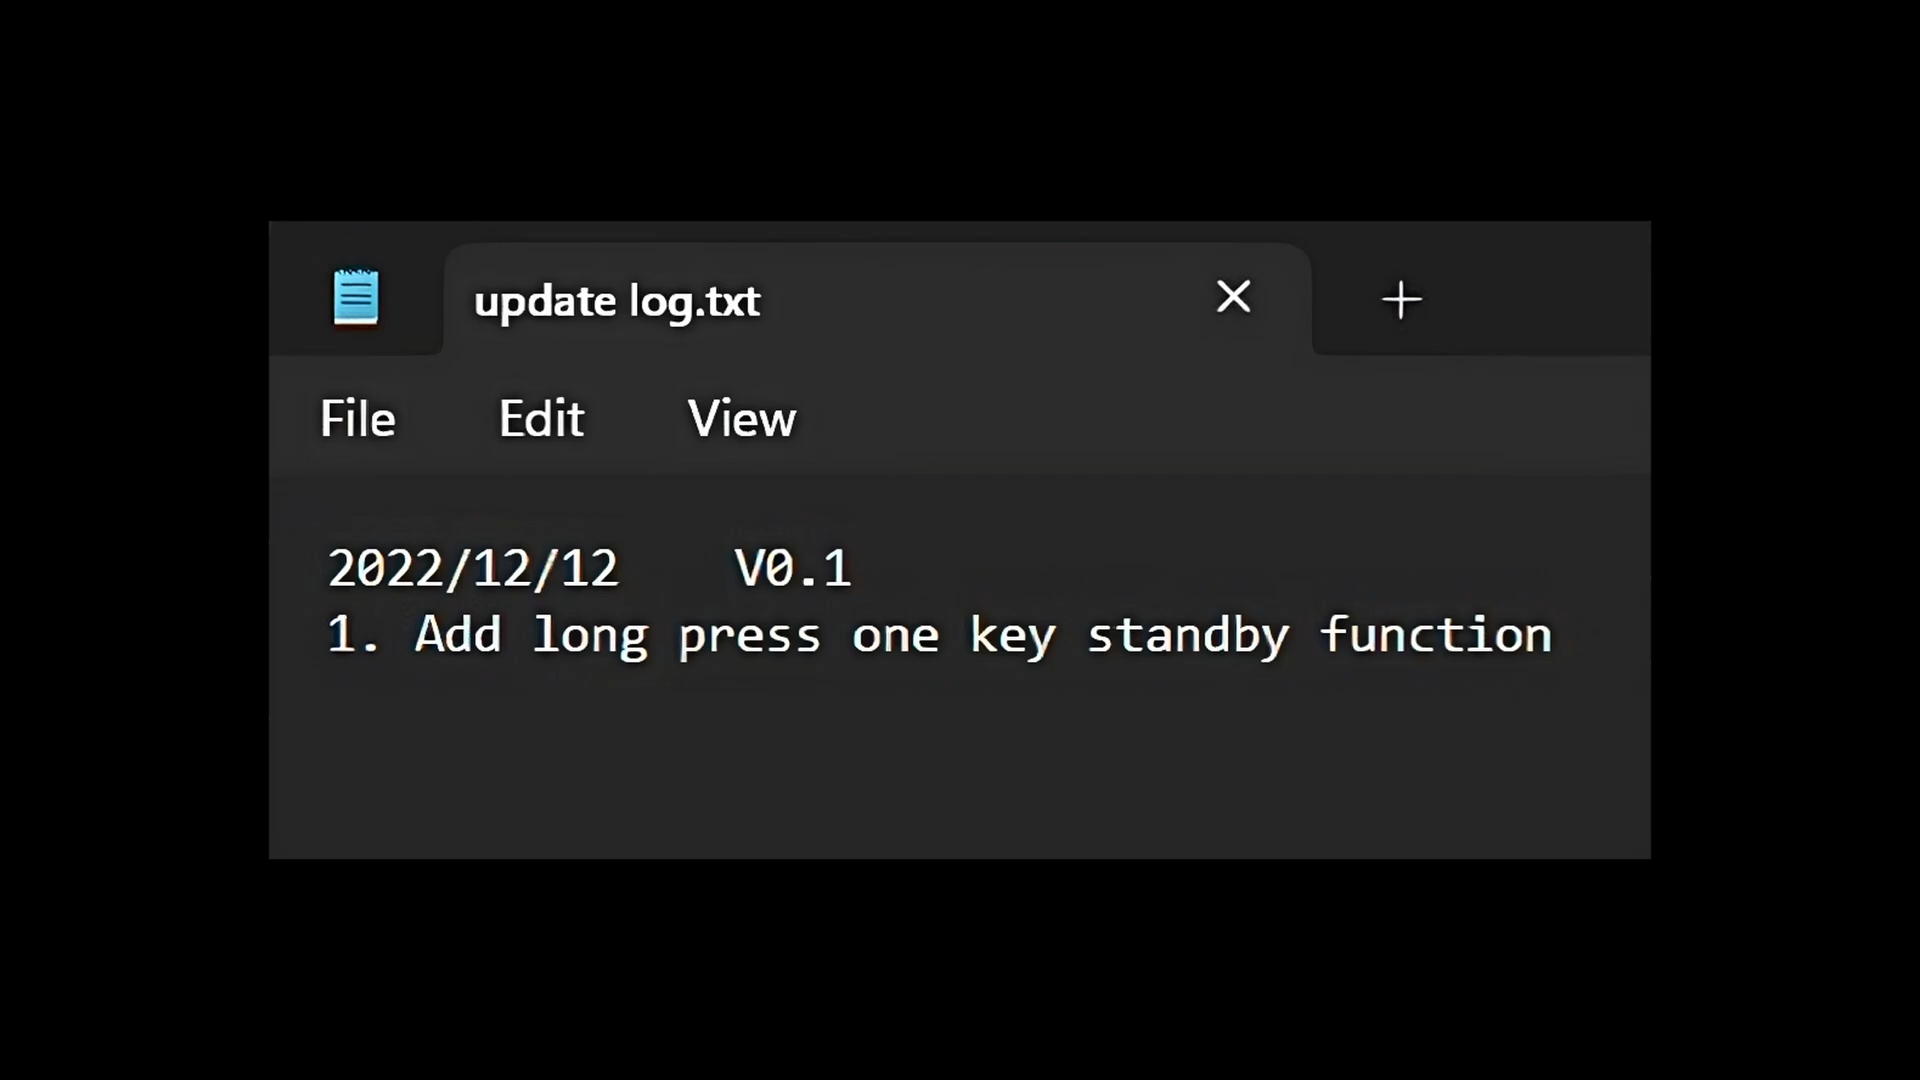 update log.txt
File Edit View
2022/12/12    V0.1
1. Add long press one key standby function